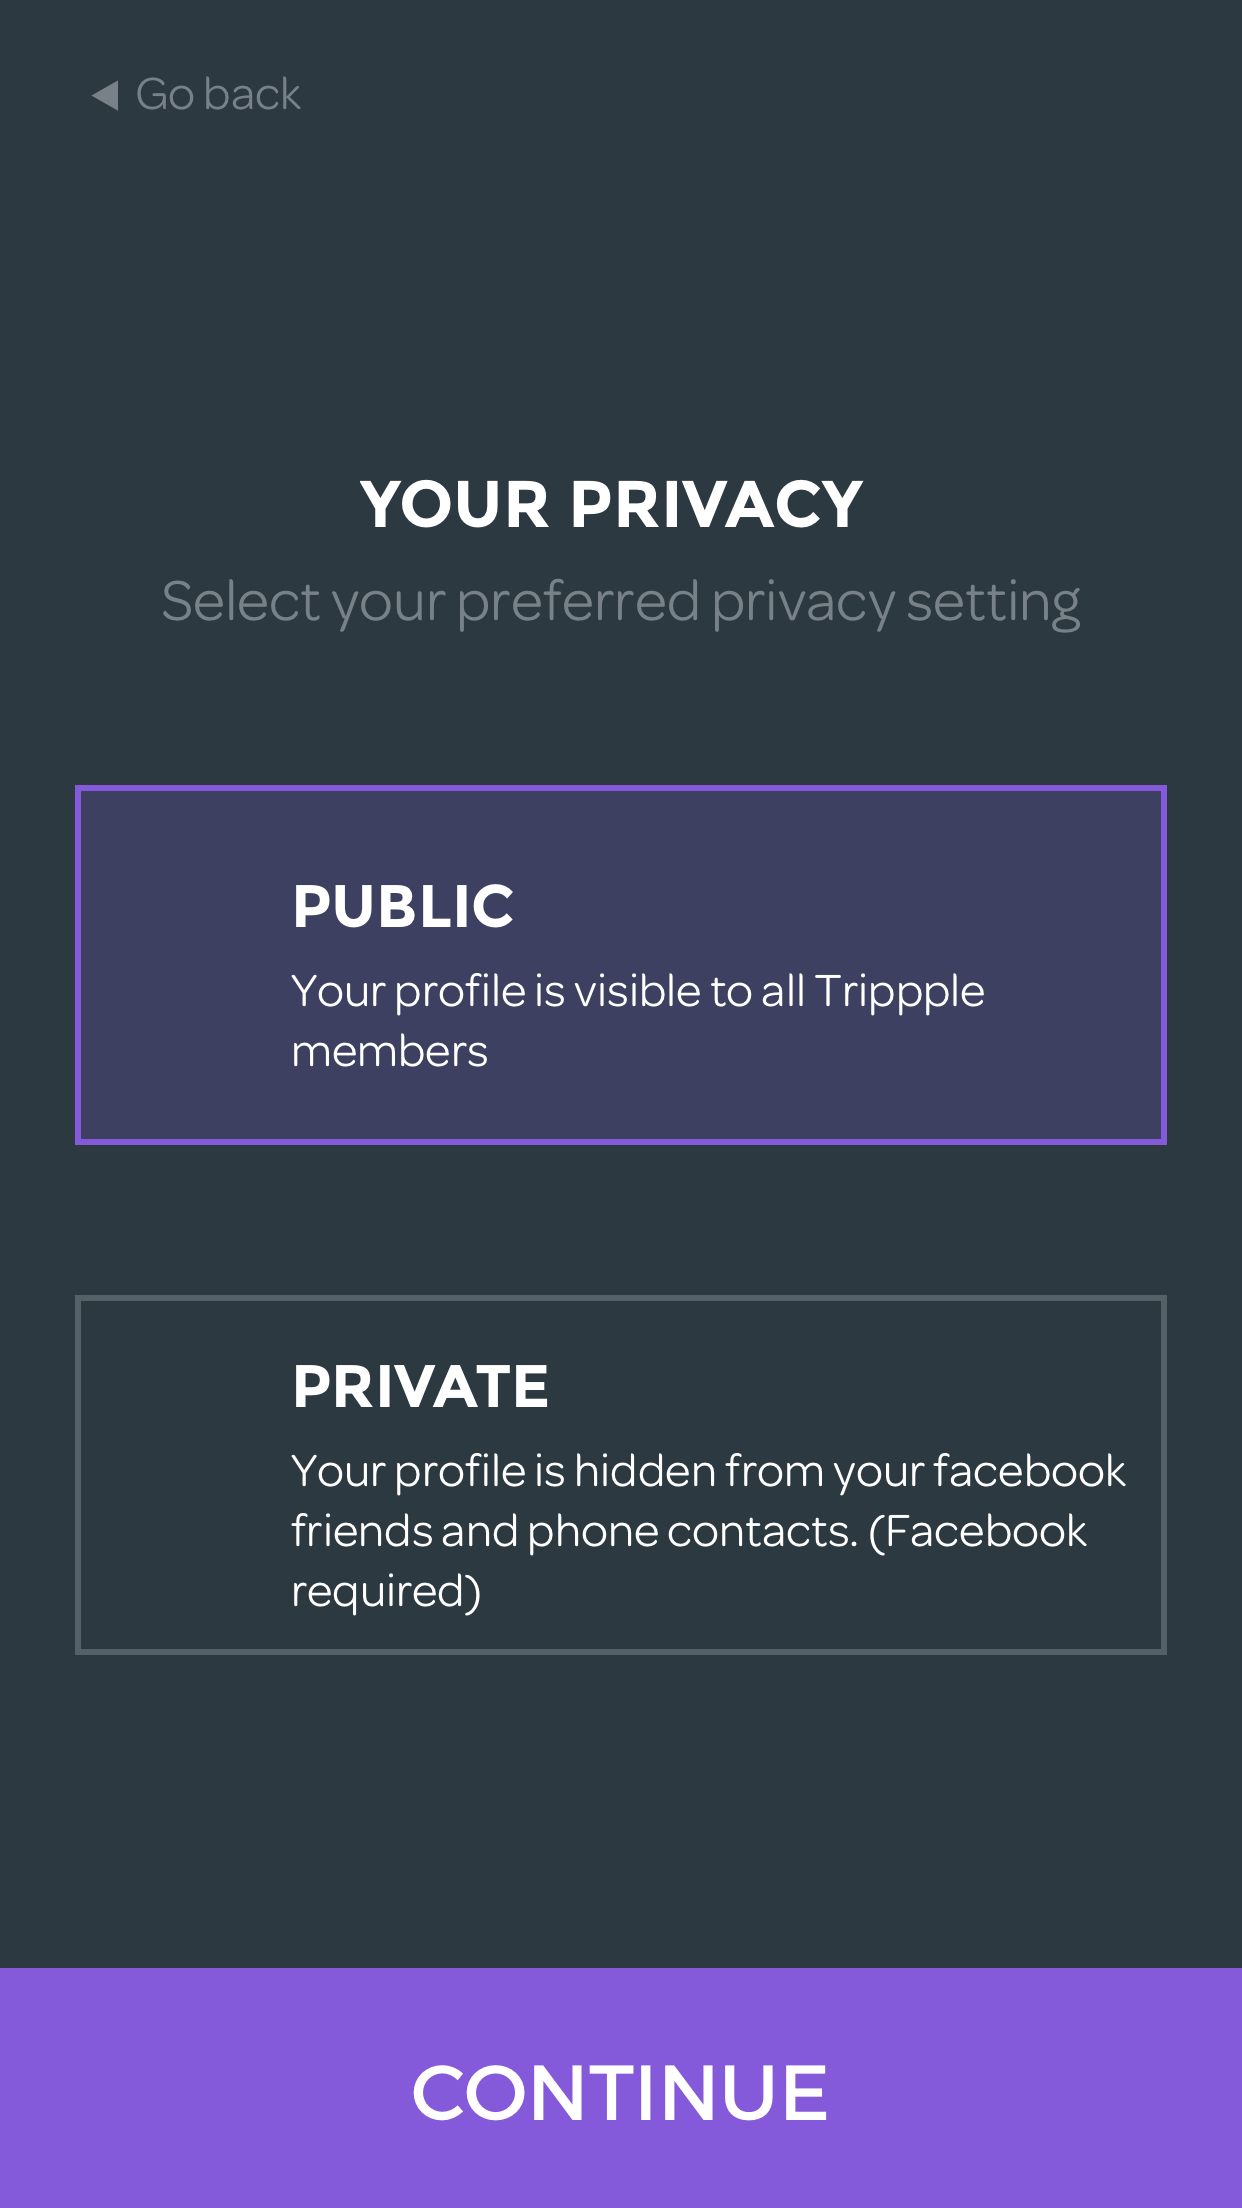 Go back
YOUR PRIVACY
Select your preferred privacy setting
PUBLIC
Your profile is visible to all Trippple
members
PRIVATE
Your profile is hidden from your facebook
friends and phone contacts. (Facebook
required)
CONTINUE